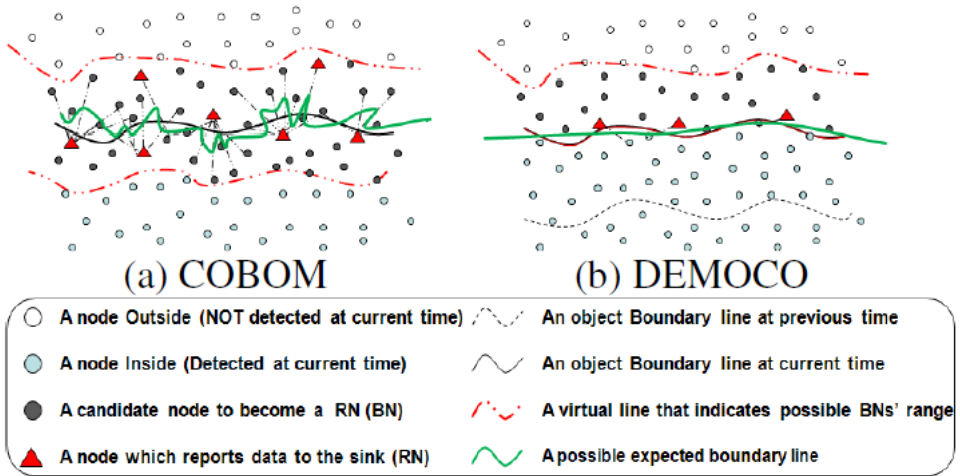 (a) COBOM
(b) DEMOCO
A node Outside (NOT detected at current time)
An object Boundary line at previous time
A node Inside (Detected at current time)
An object Boundary line at current time
A candidate node to become a RN (BN)
A virtual line that indicates possible BNs' range
A node which reports data to the sink (RN)
A possible expected boundary line